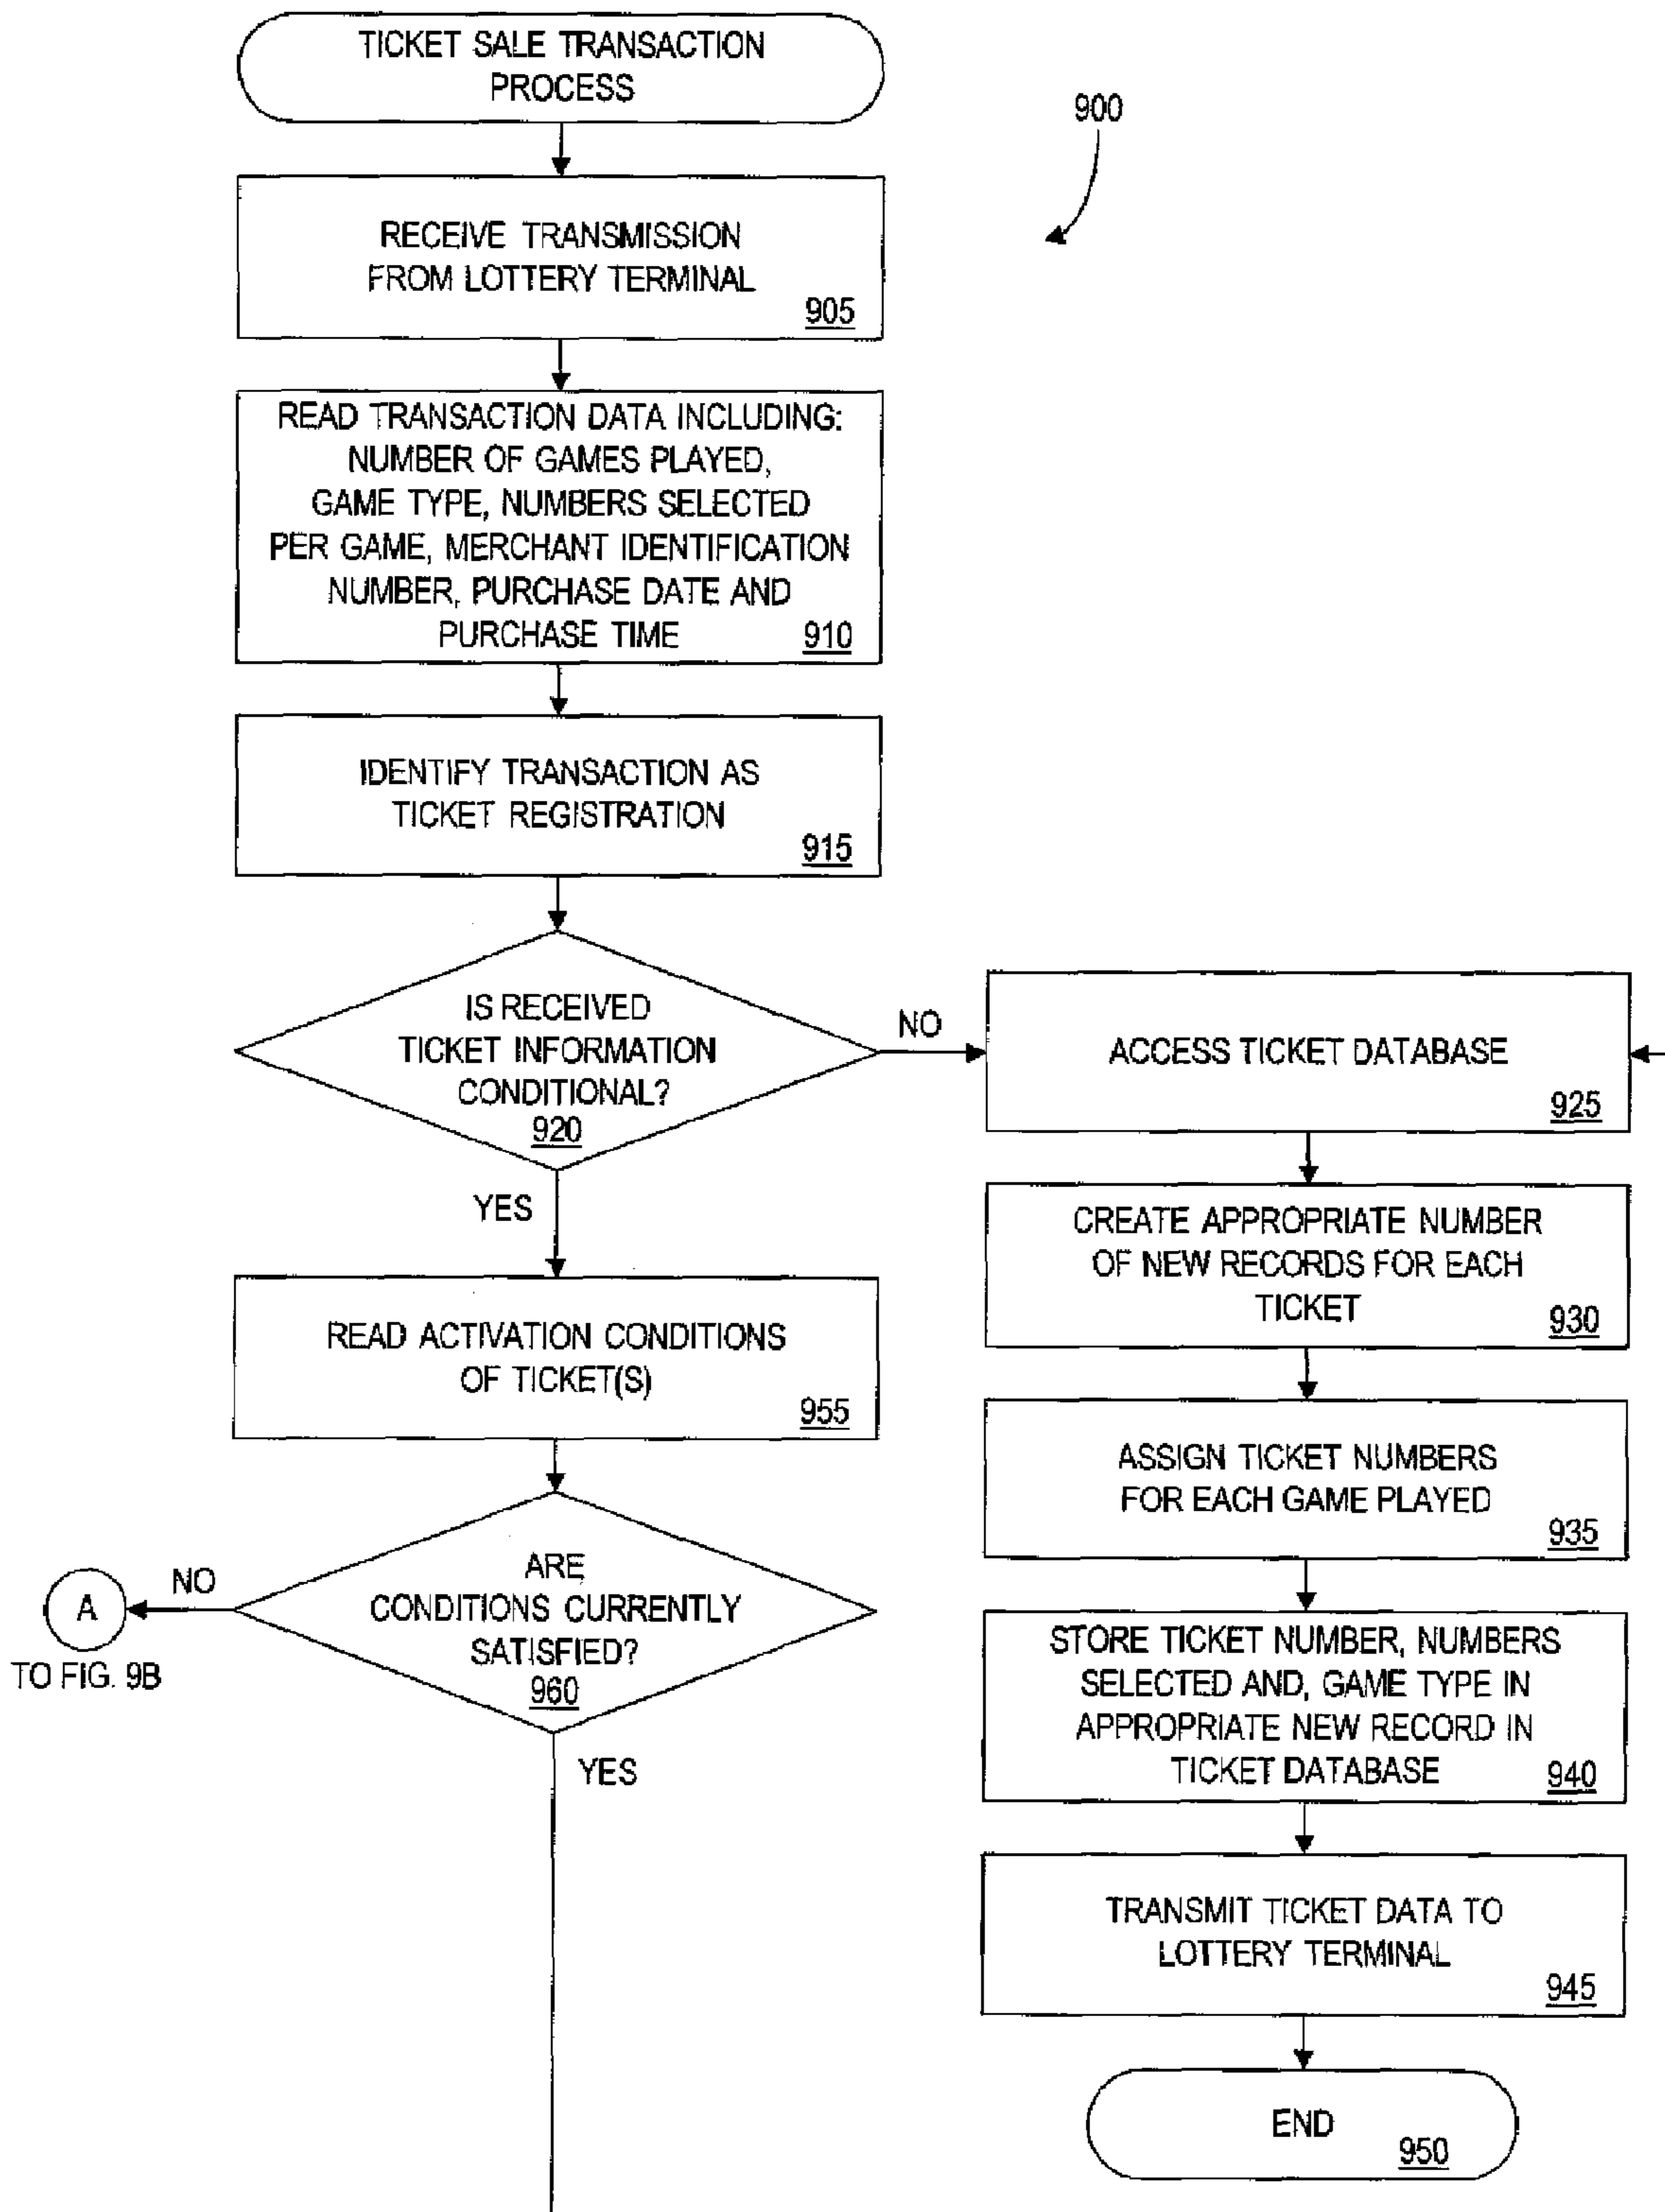 TICKET SALE TRANSACTION
PROCESS
900
RECEIVE TRANSMISSION
FROM LOTTERY TERMINAL
905
READ TRANSACTION DATA INCLUDING:
NUMBER OF GAMES PLAYED,
GAME TYPE, NUMBERS SELECTED
PER GAME, MERCHANT IDENTIFICATION
NUMBER, PURCHASE DATE AND
PURCHASE TIME 910
IDENTIFY TRANSACTION AS
TICKET REGISTRATION
915
IS RECEIVED
TICKET INFORMATION
CONDITIONAL?
920
NO
YES
ACCESS TICKET DATABASE
925
CREATE APPROPRIATE NUMBER
OF NEW RECORDS FOR EACH
TICKET
930
ASSIGN TICKET NUMBERS
FOR EACH GAME PLAYED
935
STORE TICKET NUMBER, NUMBERS
SELECTED AND, GAME TYPE IN
APPROPRIATE NEW RECORD IN
TICKET DATABASE 940
TRANSMIT TICKET DATA TO
LOTTERY TERMINAL
945
END
950
READ ACTIVATION CONDITIONS
OF TICKET(S)
955
ARE
CONDITIONS CURRENTLY
SATISFIED?
960
NO
A
TO FIG. 9B
YES